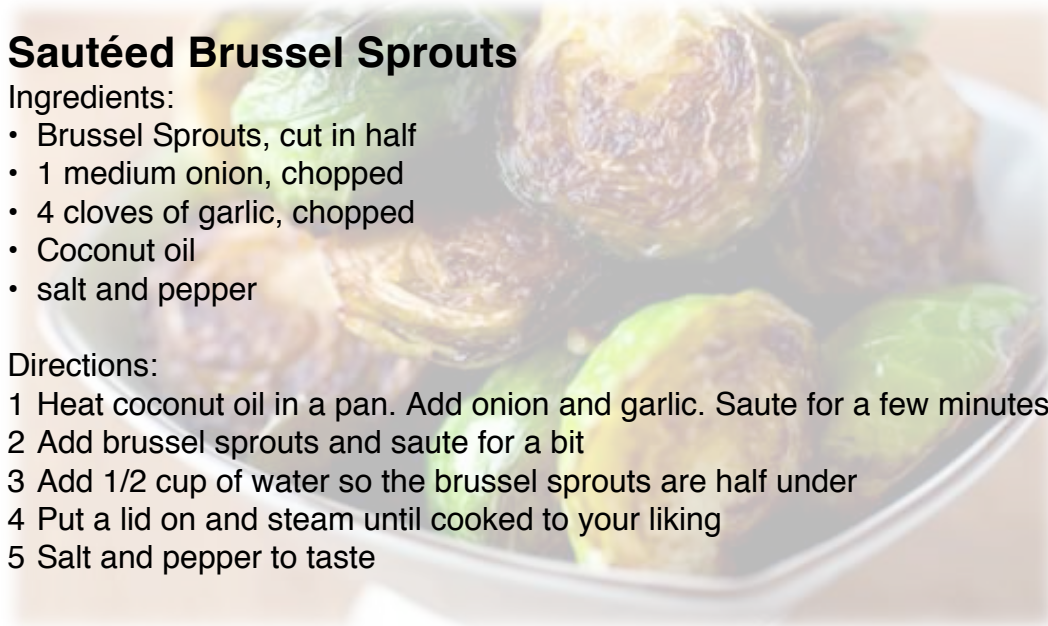 Sautéed Brussel Sprouts
Ingredients:
• Brussel Sprouts, cut in half
• 1 medium onion, chopped
• 4 cloves of garlic, chopped
• Coconut oil
• salt and pepper
Directions:
1 Heat coconut oil in a pan. Add onion and garlic. Saute for a few minutes
2 Add brussel sprouts and saute for a bit
3 Add 1/2 cup of water so the brussel sprouts are half under
4 Put a lid on and steam until cooked to your liking
5 Salt and pepper to taste